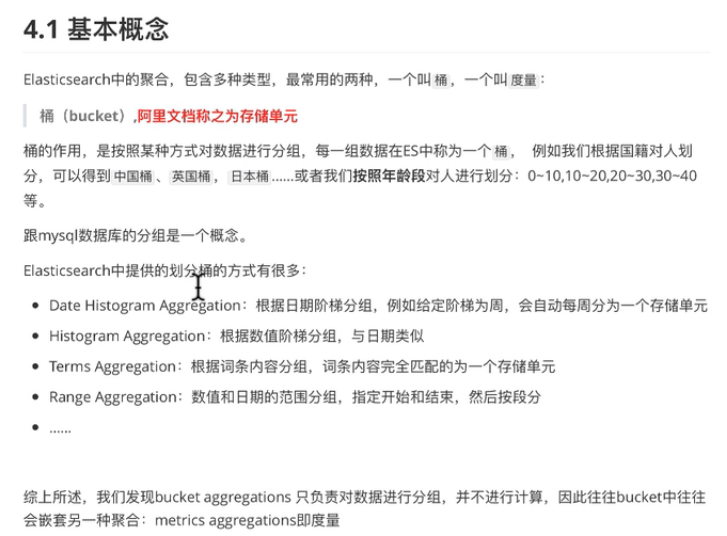 4.1 基本概念
Elasticsearch中的聚合，包含多种类型，最常用的两种，一个叫 桶，一个叫 度量：
桶（bucket）,阿里文档称之为存储单元
桶的作用，是按照某种方式对数据进行分组，每一组数据在ES中称为一个 桶， 例如我们根据国籍对人划
分，可以得到 中国桶 、英国桶， 日本桶 ......或者我们按照年龄段对人进行划分：0~10,10~20,20~30,30~40
等。
跟mysql数据库的分组是一个概念。
Elasticsearch中提供的划分桶的方式有很多：
• Date Histogram Aggregation：根据日期阶梯分组，例如给定阶梯为周，会自动每周分为一个存储单元
• Histogram Aggregation：根据数值阶梯分组，与日期类似
• Terms Aggregation：根据词条内容分组，词条内容完全匹配的为一个存储单元
• Range Aggregation：数值和日期的范围分组，指定开始和结束，然后按段分
• ......
综上所述，我们发现bucket aggregations 只负责对数据进行分组，并不进行计算，因此往往bucket中往往
会嵌套另一种聚合：metrics aggregations即度量